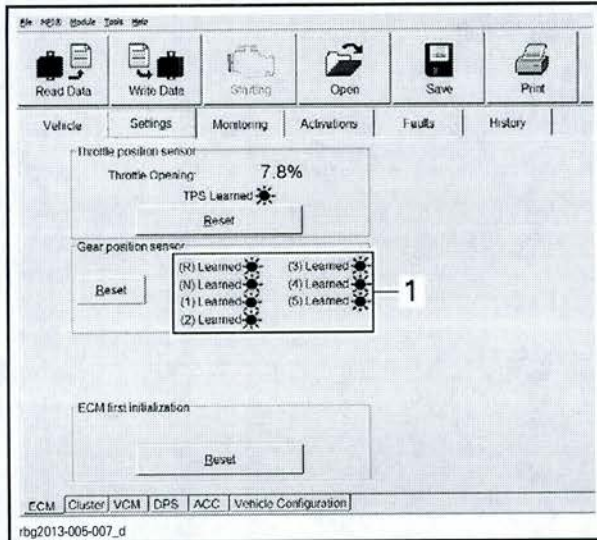 File MPI® Module Tools Help
Read Data Write Data Starting Open Save Print
Vehicle Settings Monitoring Activations Faults History
Throttle position sensor
Throttle Opening: 7.8%
TPS Learned
Reset
Gear position sensor
Reset
(R) Learned (3) Learned
(N) Learned (4) Learned
(1) Learned (5) Learned
(2) Learned
1
ECM first initialization
Reset
ECM Cluster VCM DPS ACC Vehicle Configuration
rbg2013-005-007_d